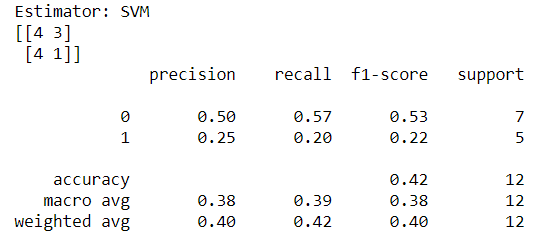 Estimator: SVM
[[4 3]
 [4 1]]
              precision    recall  f1-score   support

           0       0.50      0.57      0.53         7
           1       0.25      0.20      0.22         5

    accuracy                           0.42        12
   macro avg       0.38      0.39      0.38        12
weighted avg       0.40      0.42      0.40        12